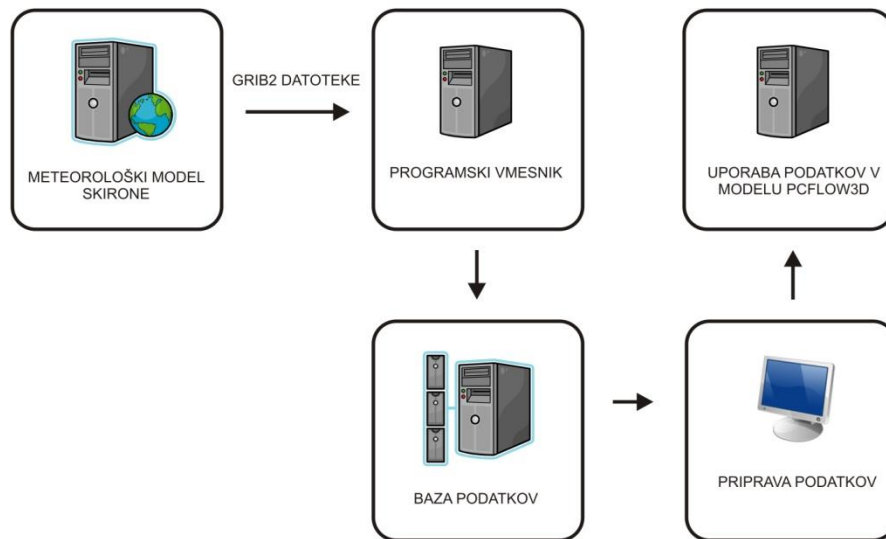 METEOROLOŠKI MODEL
SKIRONE
GRIB2 DATOTEKE
PROGRAMSKI VMESNIK
BAZA PODATKOV
PRIPRAVA PODATKOV
UPORABA PODATKOV V
MODELU PCFLOW3D